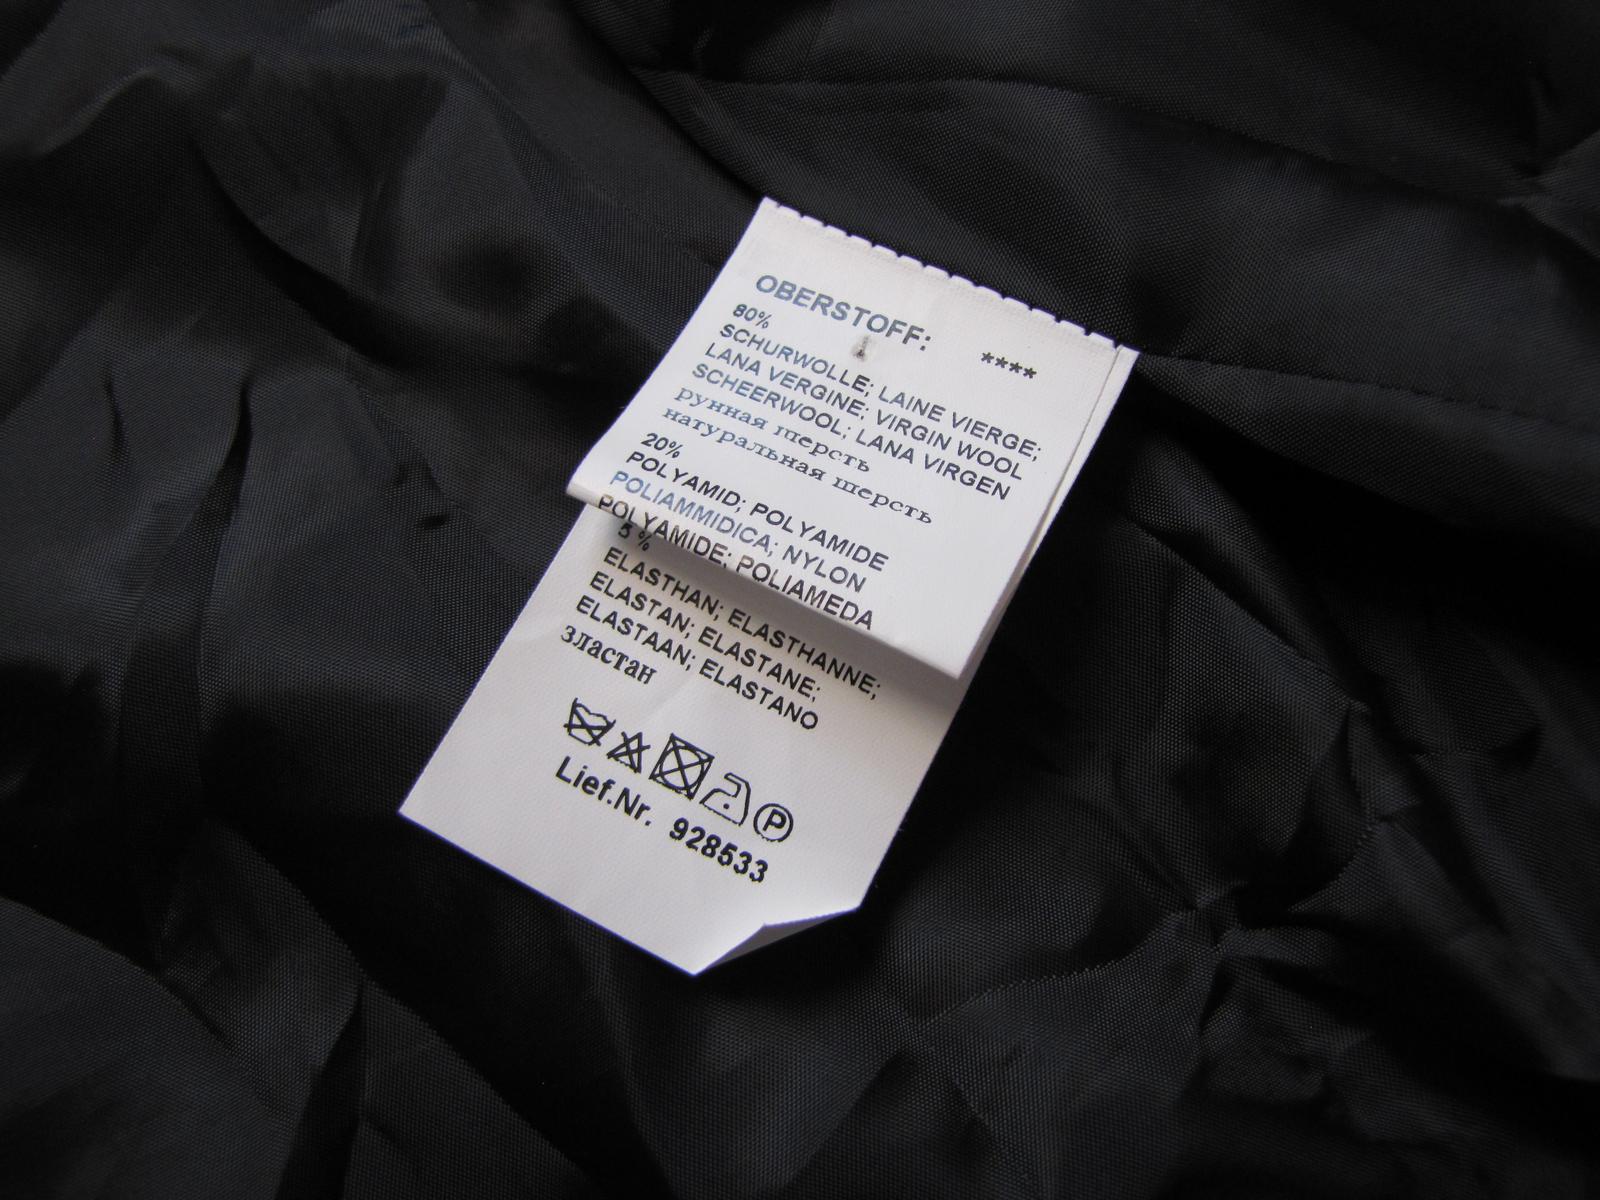 OBERSTOFF:
****
80%
SCHURWOLLE; LAINE VIERGE;
LANA VERGINE; VIRGIN WOOL
SCHEERWOOL; LANA VIRGEN
рунная шерсть
натуральная шерсть
20%
POLYAMID; POLYAMIDE
POLIAMMIDICA; NYLON
POLYAMIDE; POLIAMEDA
5 %
ELASTHAN; ELASTHANNE;
ELASTAN; ELASTANE;
ELASTAAN; ELASTANO
зластан
P
Lief.Nr. 928533